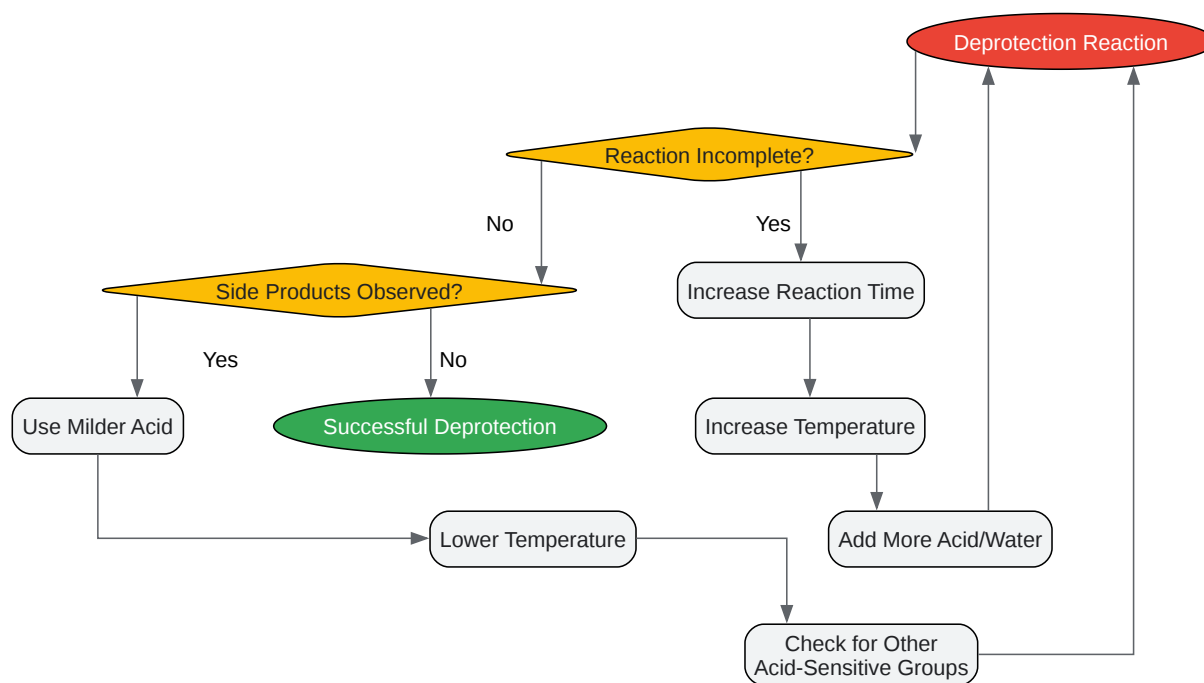 Deprotection Reaction
Reaction Incomplete?
No
Yes
Side Products Observed?
Increase Reaction Time
Yes
No
Use Milder Acid
Successful Deprotection
Increase Temperature
Lower Temperature
Add More Acid/Water
Check for Other
Acid-Sensitive Groups